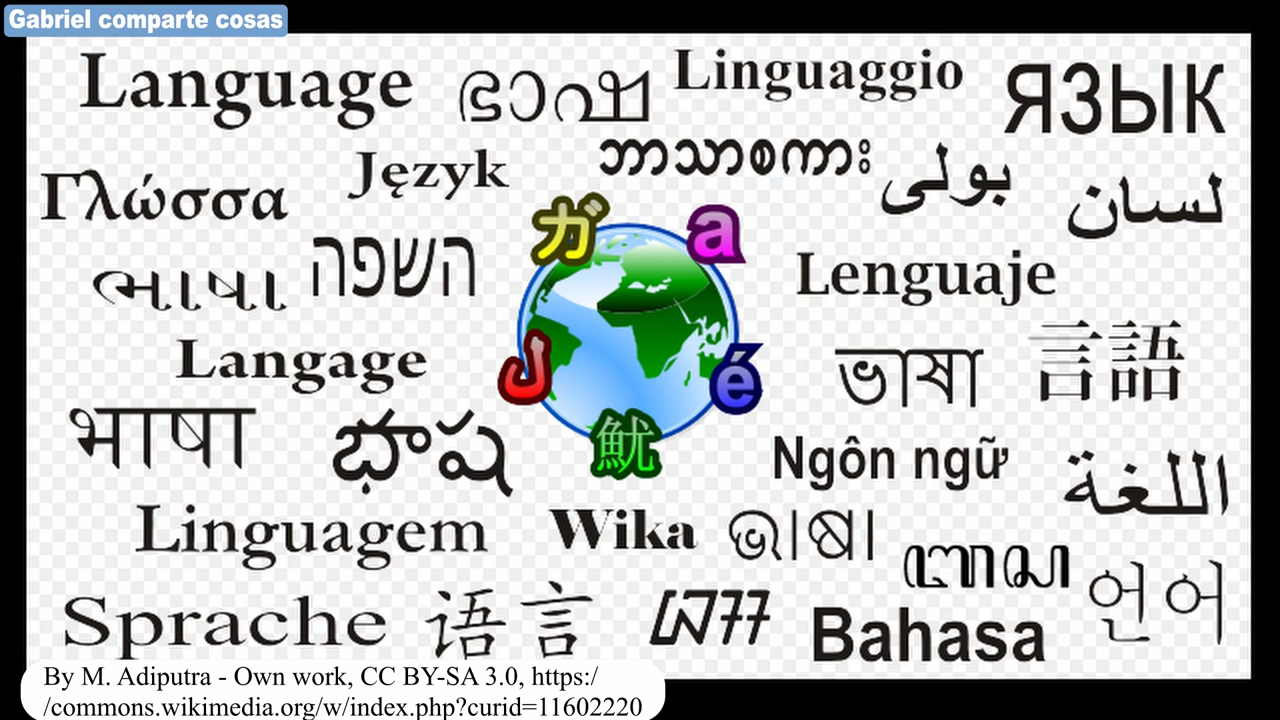 Gabriel comparte cosas
Language ഭാഷ Linguaggio ЯЗЫК
Γλώσσα Język ဘာသာစကား بولی لسان
ガ a
ભાષા השפה Lenguaje
Langage ل é ভাষা 言語
भाषा భాష 魷 Ngôn ngữ اللغة
Linguagem Wika ଭାଷା
Sprache 语言 Bahasa 언어
By M. Adiputra - Own work, CC BY-SA 3.0, https:/
/commons.wikimedia.org/w/index.php?curid=11602220